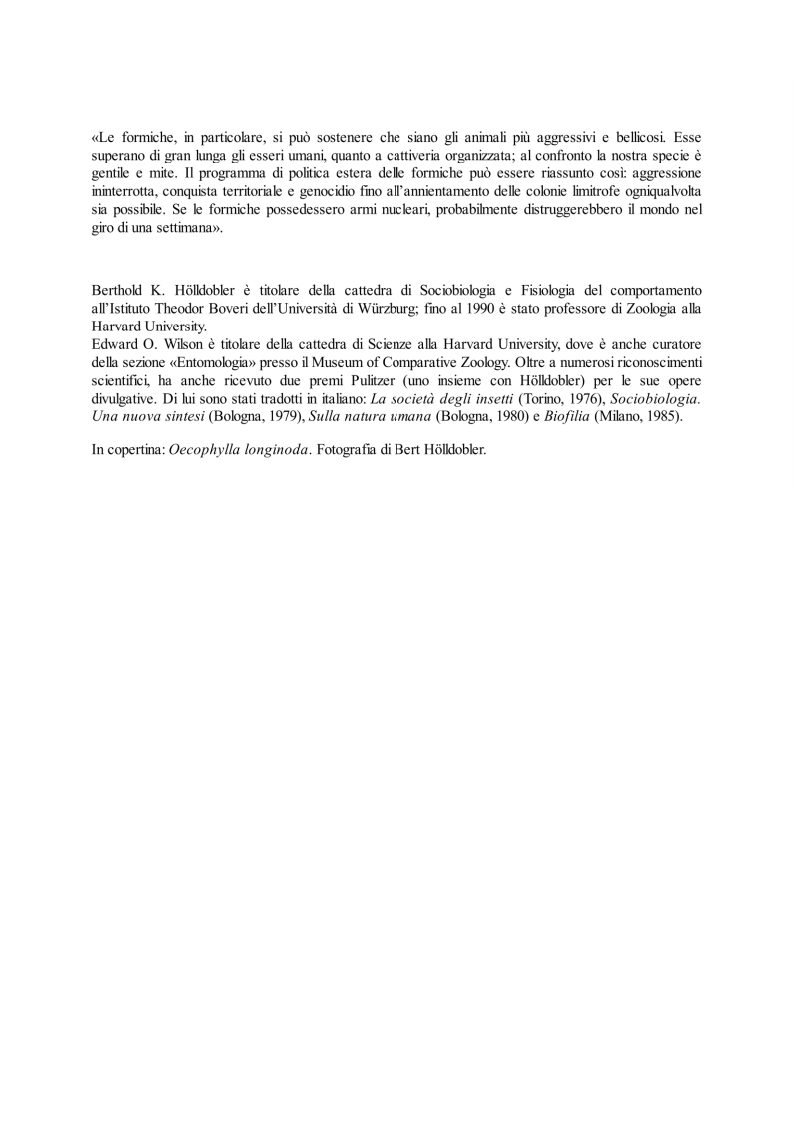 «Le formiche, in particolare, si può sostenere che siano gli animali più aggressivi e bellicosi. Esse
superano di gran lunga gli esseri umani, quanto a cattiveria organizzata; al confronto la nostra specie è
gentile e mite. Il programma di politica estera delle formiche può essere riassunto così: aggressione
ininterrotta, conquista territoriale e genocidio fino all’annientamento delle colonie limitrofe ogniqualvolta
sia possibile. Se le formiche possedessero armi nucleari, probabilmente distruggerebbero il mondo nel
giro di una settimana».
Berthold K. Hölldobler è titolare della cattedra di Sociobiologia e Fisiologia del comportamento
all’Istituto Theodor Boveri dell’Università di Würzburg; fino al 1990 è stato professore di Zoologia alla
Harvard University.
Edward O. Wilson è titolare della cattedra di Scienze alla Harvard University, dove è anche curatore
della sezione «Entomologia» presso il Museum of Comparative Zoology. Oltre a numerosi riconoscimenti
scientifici, ha anche ricevuto due premi Pulitzer (uno insieme con Hölldobler) per le sue opere
divulgative. Di lui sono stati tradotti in italiano: La società degli insetti (Torino, 1976), Sociobiologia.
Una nuova sintesi (Bologna, 1979), Sulla natura umana (Bologna, 1980) e Biofilia (Milano, 1985).
In copertina: Oecophylla longinoda. Fotografia di Bert Hölldobler.